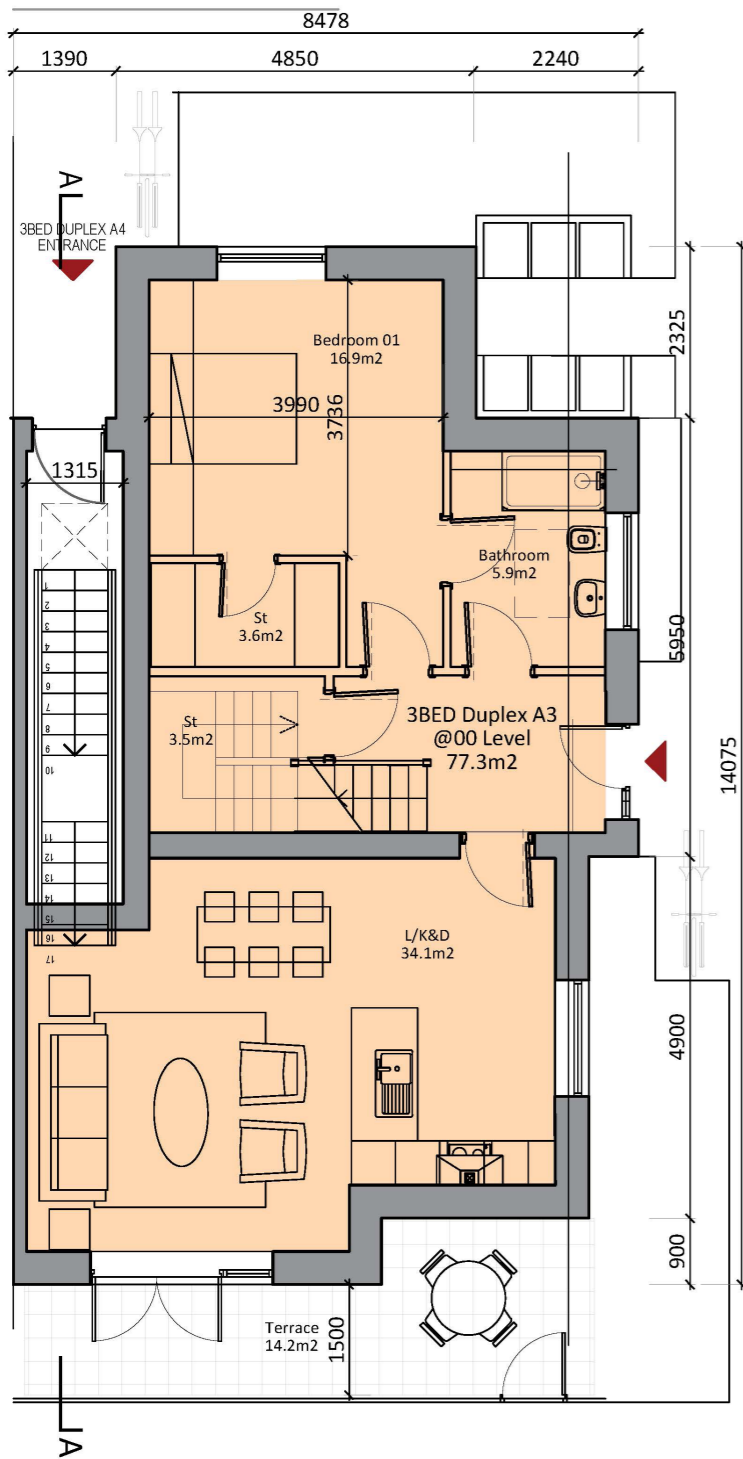 8478
1390
4850
2240
A
3BED DUPLEX A4
ENTRANCE
Bedroom 01
16.9m2
3990
3736
2325
1315
Bathroom
5.9m2
St
3.6m2
5950
1
2
3
4
5
6
7
8
9
10
11
12
13
14
15
16
17
St
3.5m2
3BED Duplex A3
@00 Level
77.3m2
14075
L/K&D
34.1m2
4900
900
Terrace
14.2m2
1500
A